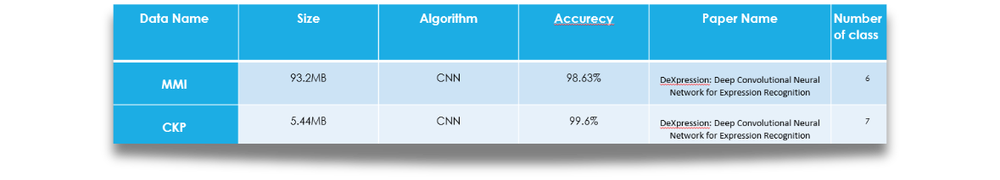 Data Name Size Algorithm Accurecy Paper Name Number
of class
MMI 93.2MB CNN 98.63% DeXpression: Deep Convolutional Neural 6
Network for Expression Recognition
CKP 5.44MB CNN 99.6% DeXpression: Deep Convolutional Neural 7
Network for Expression Recognition